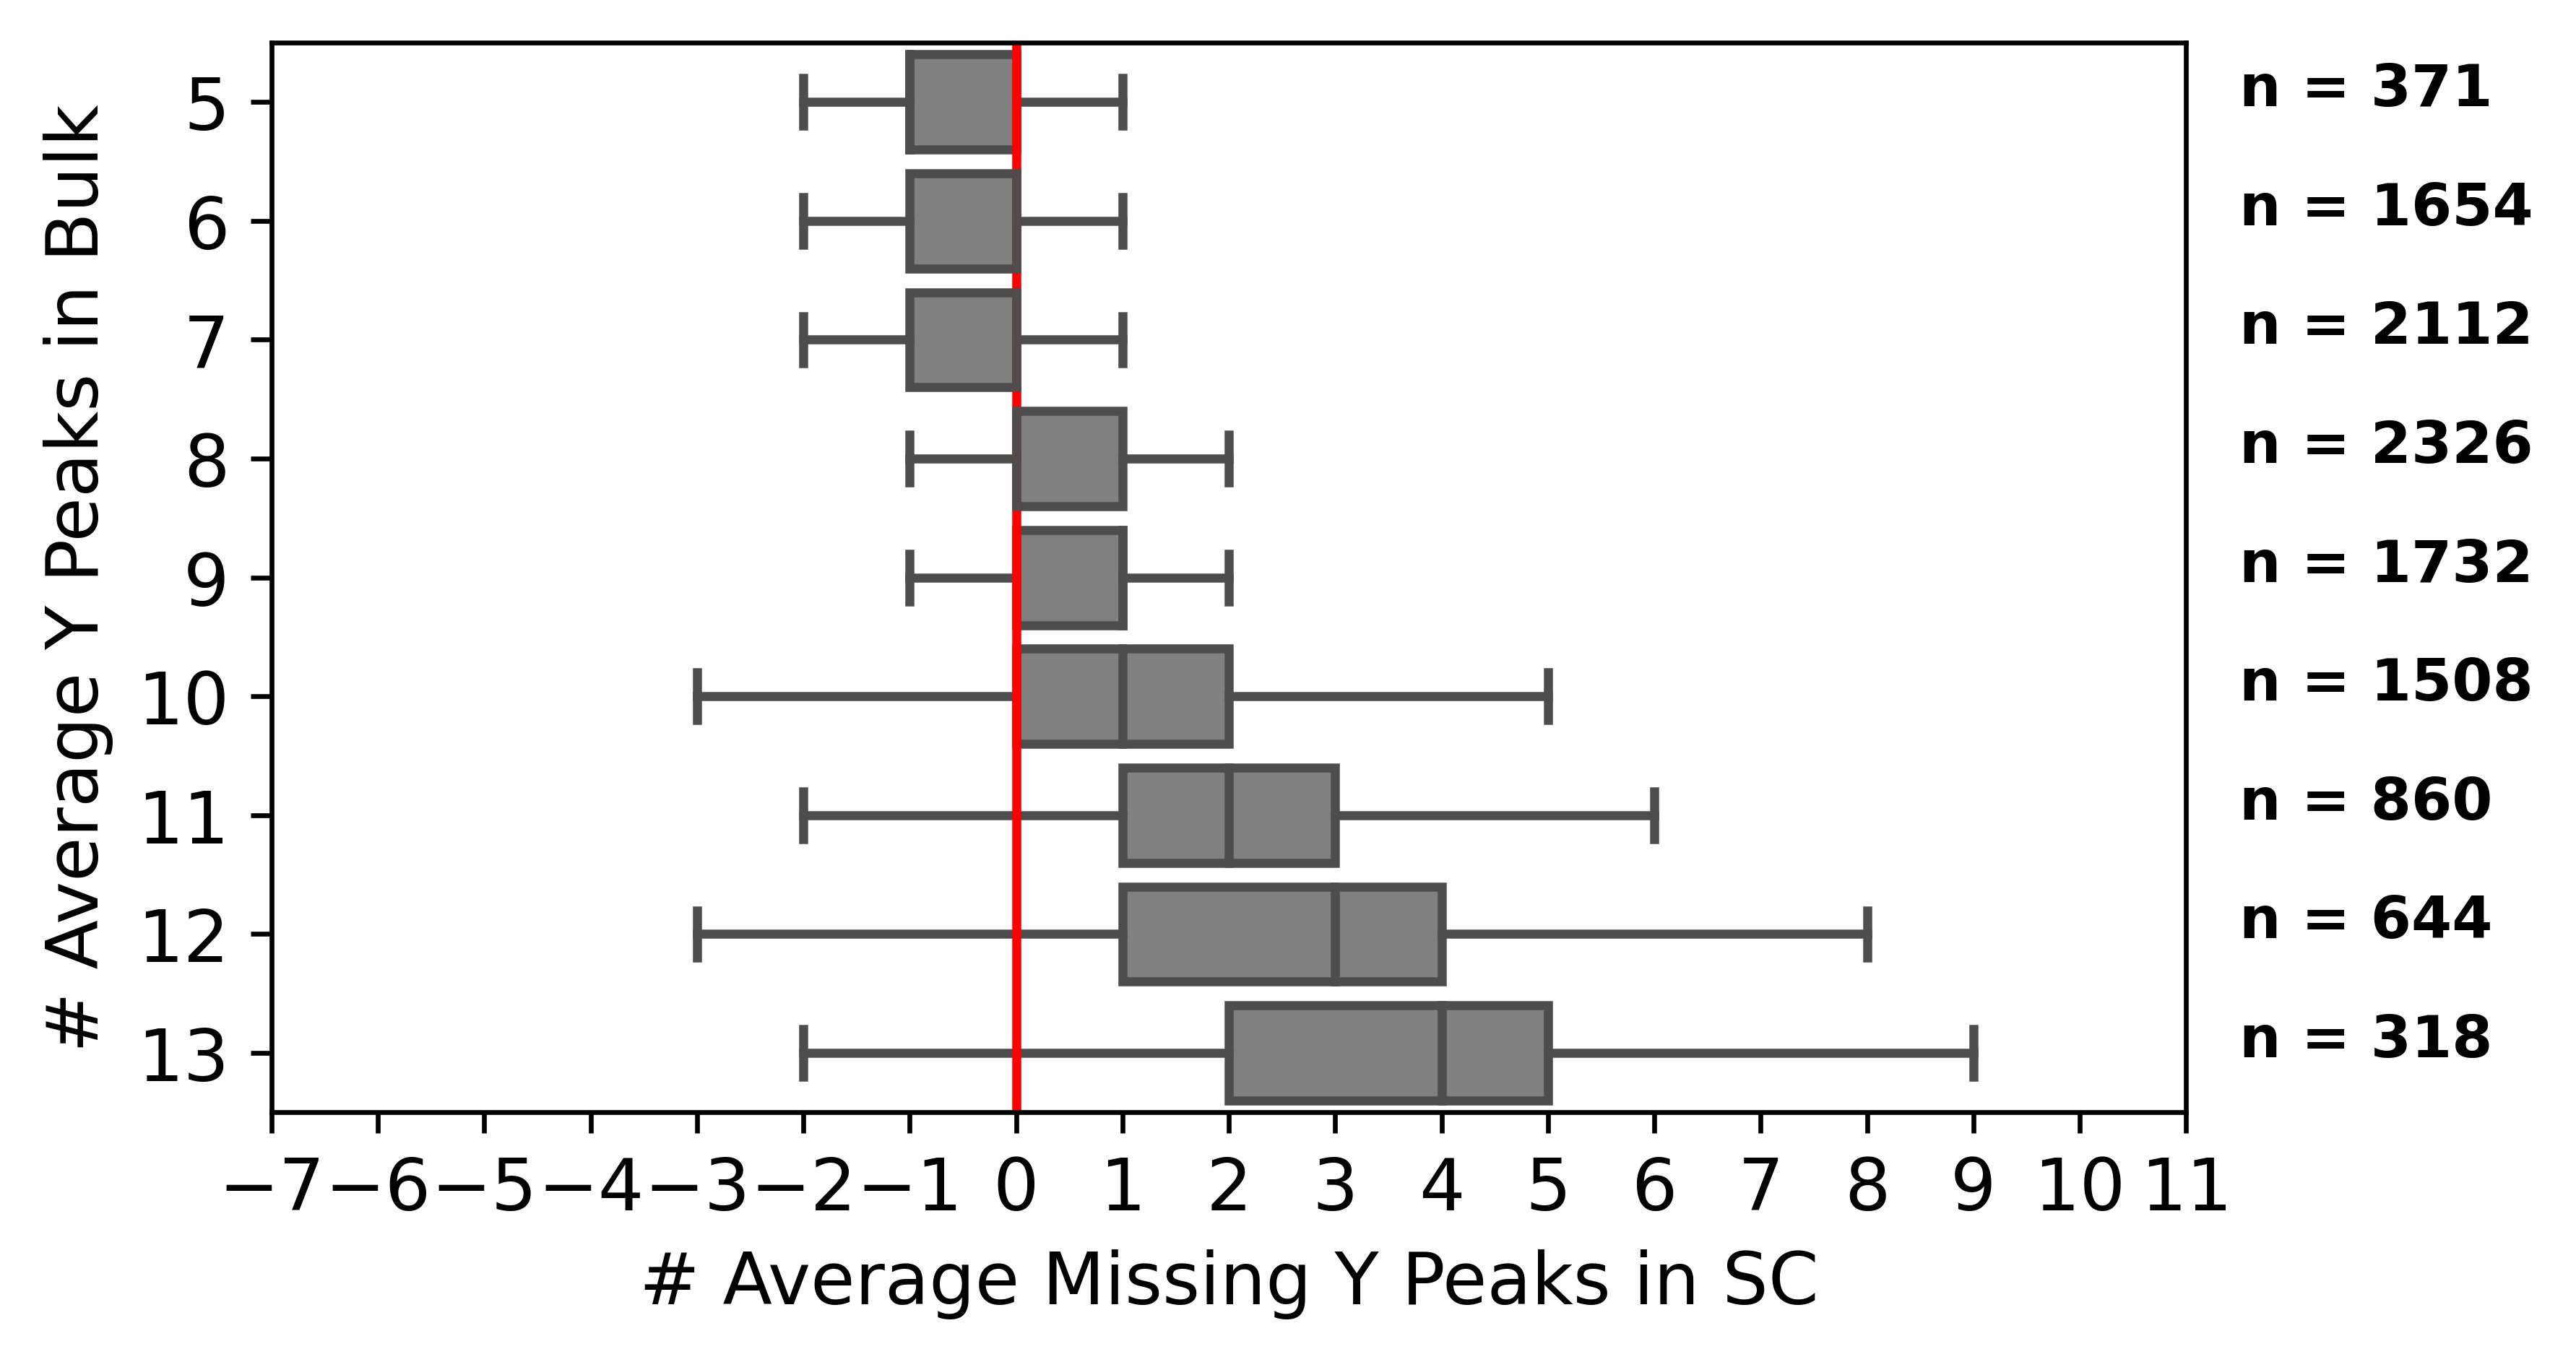 # Average Y Peaks in Bulk
5 n = 371
6 n = 1654
7 n = 2112
8 n = 2326
9 n = 1732
10 n = 1508
11 n = 860
12 n = 644
13 n = 318
−7 −6 −5 −4 −3 −2 −1 0 1 2 3 4 5 6 7 8 9 10 11
# Average Missing Y Peaks in SC